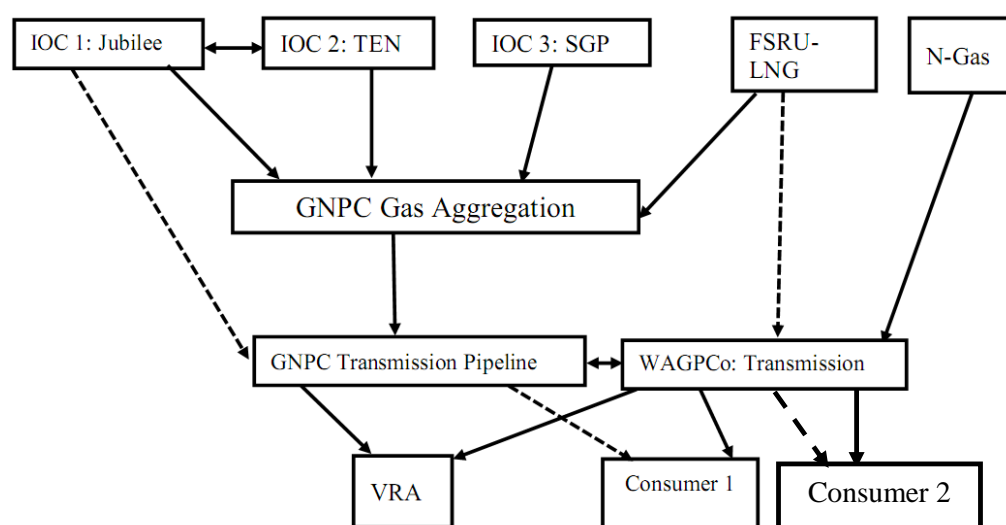 IOC 1: Jubilee
IOC 2: TEN
IOC 3: SGP
FSRU-
LNG
N-Gas
GNPC Gas Aggregation
GNPC Transmission Pipeline
WAGPCo: Transmission
VRA
Consumer 1
Consumer 2